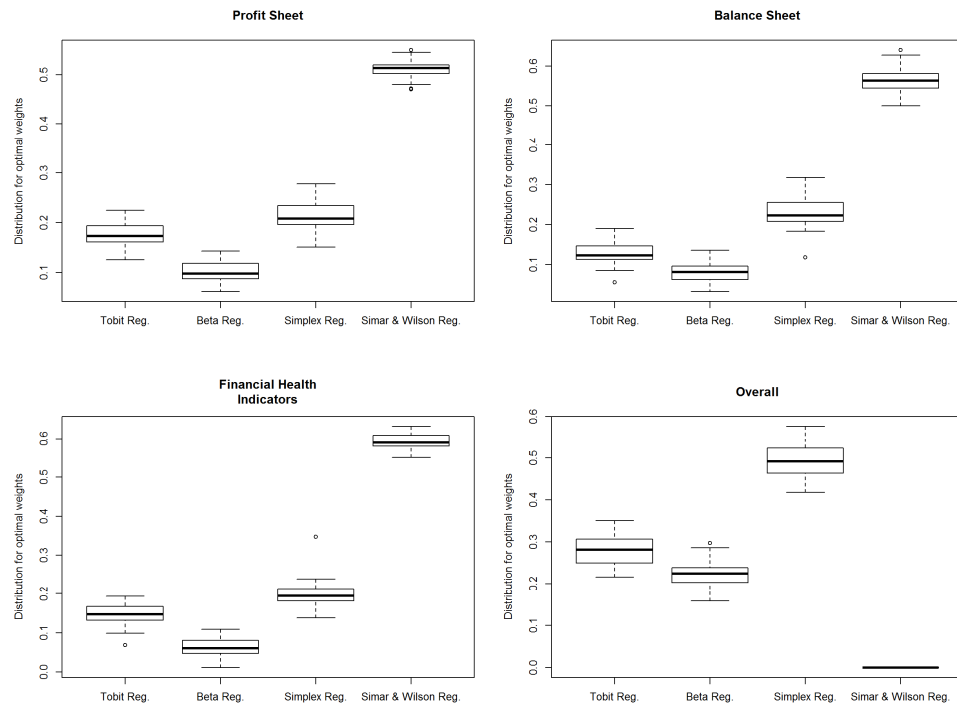 Profit Sheet
Distribution for optimal weights
0.5
0.4
0.3
0.2
0.1
Tobit Reg.
Beta Reg.
Simplex Reg.
Simar & Wilson Reg.
Balance Sheet
Distribution for optimal weights
0.6
0.5
0.4
0.3
0.2
0.1
Tobit Reg.
Beta Reg.
Simplex Reg.
Simar & Wilson Reg.
Financial Health
Indicators
Distribution for optimal weights
0.6
0.5
0.4
0.3
0.2
0.1
0.0
Tobit Reg.
Beta Reg.
Simplex Reg.
Simar & Wilson Reg.
Overall
Distribution for optimal weights
0.6
0.5
0.4
0.3
0.2
0.1
0.0
Tobit Reg.
Beta Reg.
Simplex Reg.
Simar & Wilson Reg.